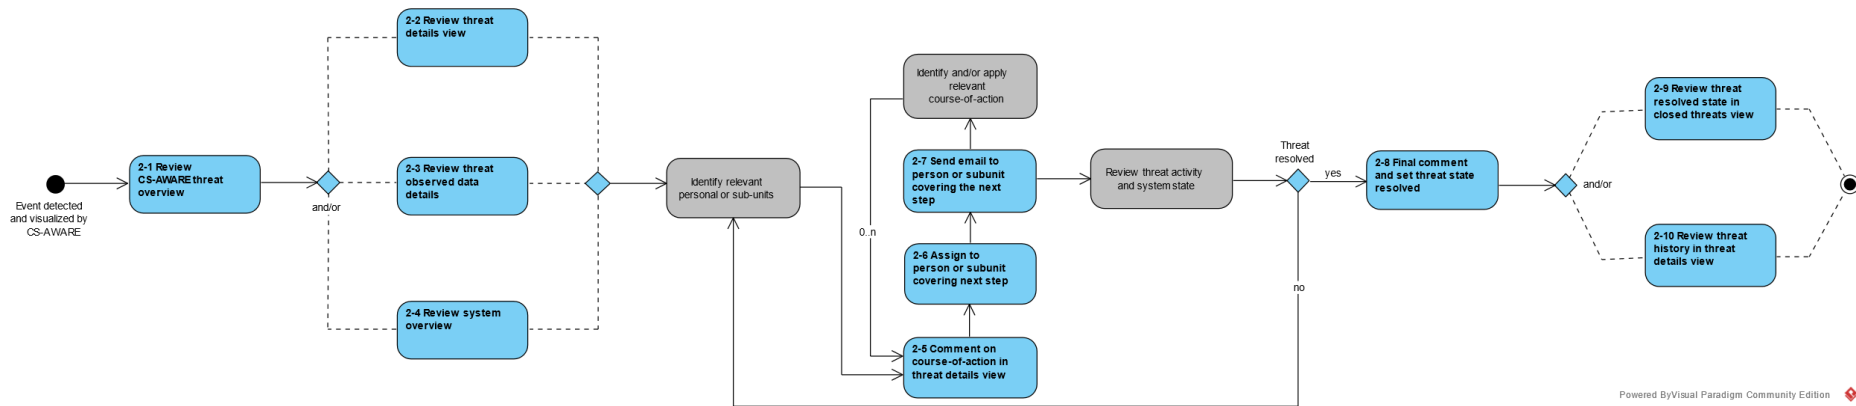 Event detected
and visualized by
CS-AWARE
2-1 Review
CS-AWARE threat
overview
and/or
2-2 Review threat
details view
2-3 Review threat
observed data
details
2-4 Review system
overview
Identify relevant
personal or sub-units
0..n
Identify and/or apply
relevant
course-of-action
2-7 Send email to
person or subunit
covering the next
step
2-6 Assign to
person or subunit
covering next step
2-5 Comment on
course-of-action in
threat details view
Review threat activity
and system state
Threat
resolved
yes
no
2-8 Final comment
and set threat state
resolved
and/or
2-9 Review threat
resolved state in
closed threats view
2-10 Review threat
history in threat
details view
Powered ByVisual Paradigm Community Edition